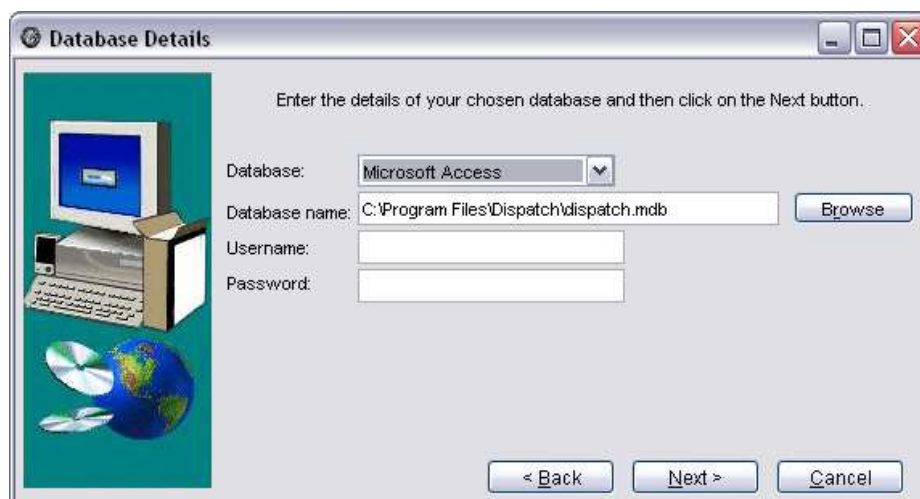 Database Details
Enter the details of your chosen database and then click on the Next button.
Database: Microsoft Access
Database name: C:\Program Files\Dispatch\dispatch.mdb Browse
Username:
Password:
< Back Next > Cancel